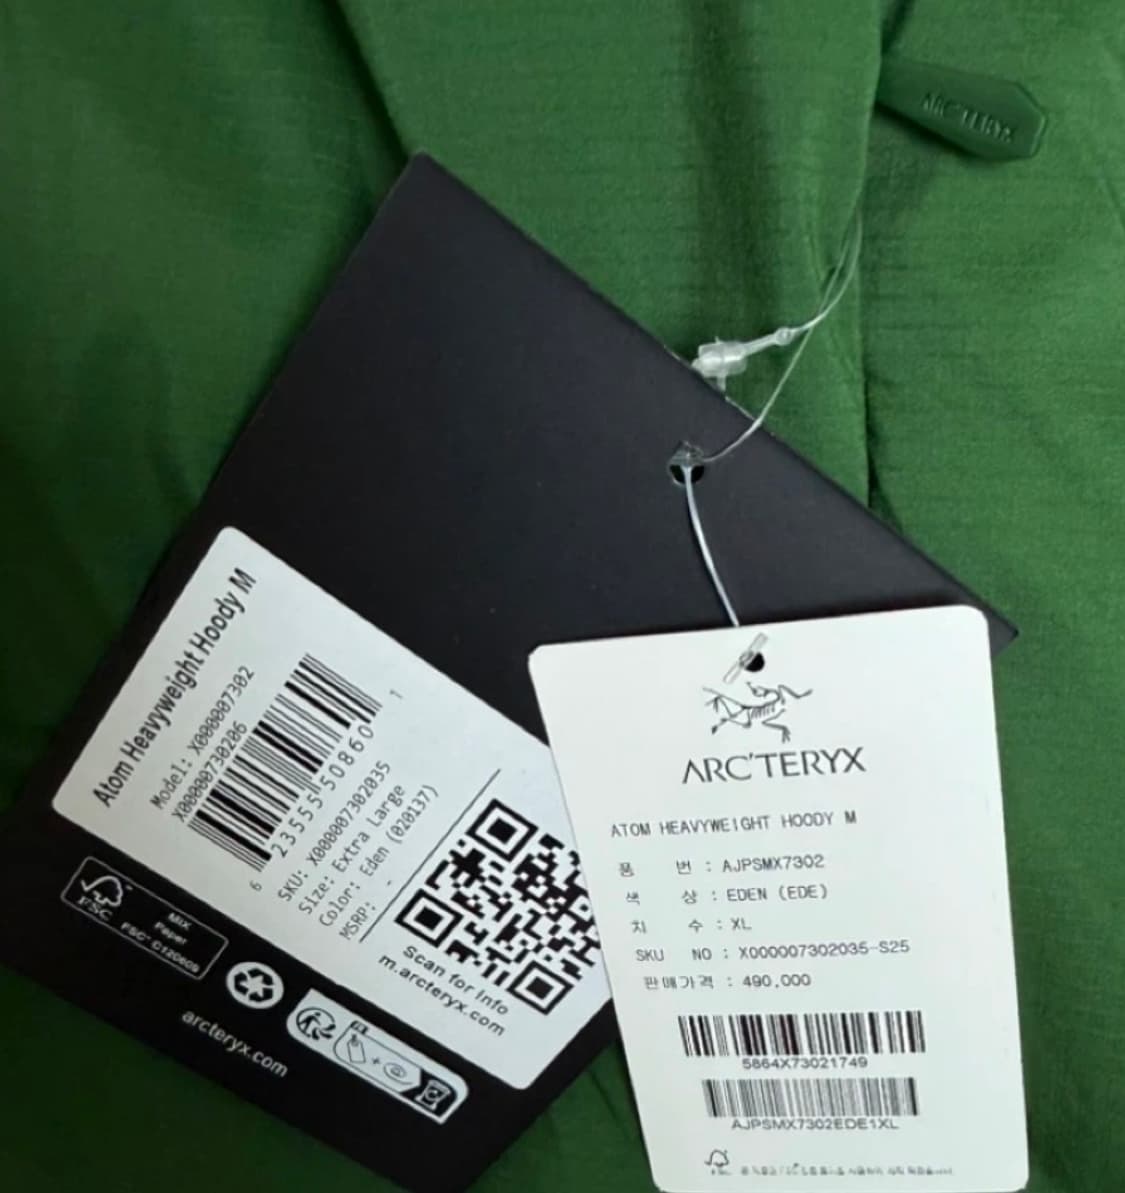 ARC'TERYX
Atom Heavyweight Hoody M
Model: X000007302
X00000730206
6 23555 50860 1
SKU: X000007302035
Size: Extra Large
Color: Eden (020137)
MSRP: -
Scan for Info
m.arcteryx.com
FSC
MIX
Paper
FSC® C120609
arcteryx.com
FR
ARC'TERYX
ATOM HEAVYWEIGHT HOODY M
품 번 : AJPSMX7302
색 상 : EDEN (EDE)
치 수 : XL
SKU NO : X000007302035-S25
판매가격 : 490,000
5864X73021749
AJPSMX7302EDE1XL
FSC